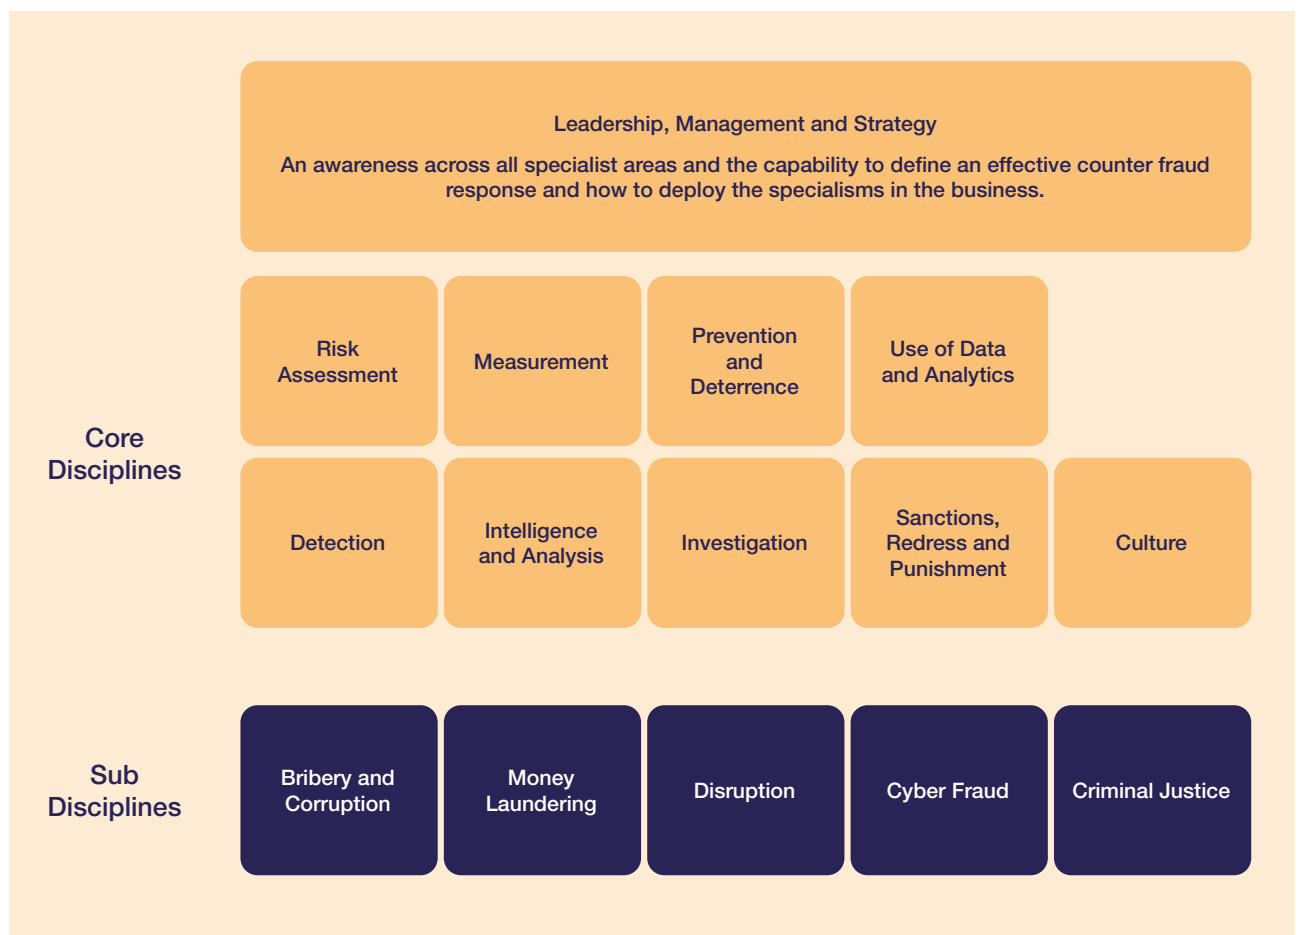 Leadership, Management and Strategy
An awareness across all specialist areas and the capability to define an effective counter fraud
response and how to deploy the specialisms in the business.
Core
Disciplines
Risk
Assessment
Measurement
Prevention
and
Deterrence
Use of Data
and Analytics
Detection
Intelligence
and Analysis
Investigation
Sanctions,
Redress and
Punishment
Culture
Sub
Disciplines
Bribery and
Corruption
Money
Laundering
Disruption
Cyber Fraud
Criminal Justice